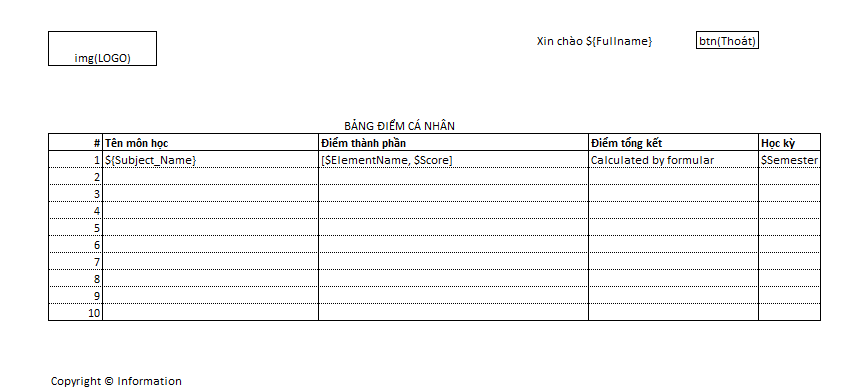 Xin chào ${Fullname} btn(Thoát)
img(LOGO)
BẢNG ĐIỂM CÁ NHÂN
# Tên môn học Điểm thành phần Điểm tổng kết Học kỳ
1 ${Subject_Name} [$ElementName, $Score] Calculated by formular $Semester
2
3
4
5
6
7
8
9
10
Copyright © Information